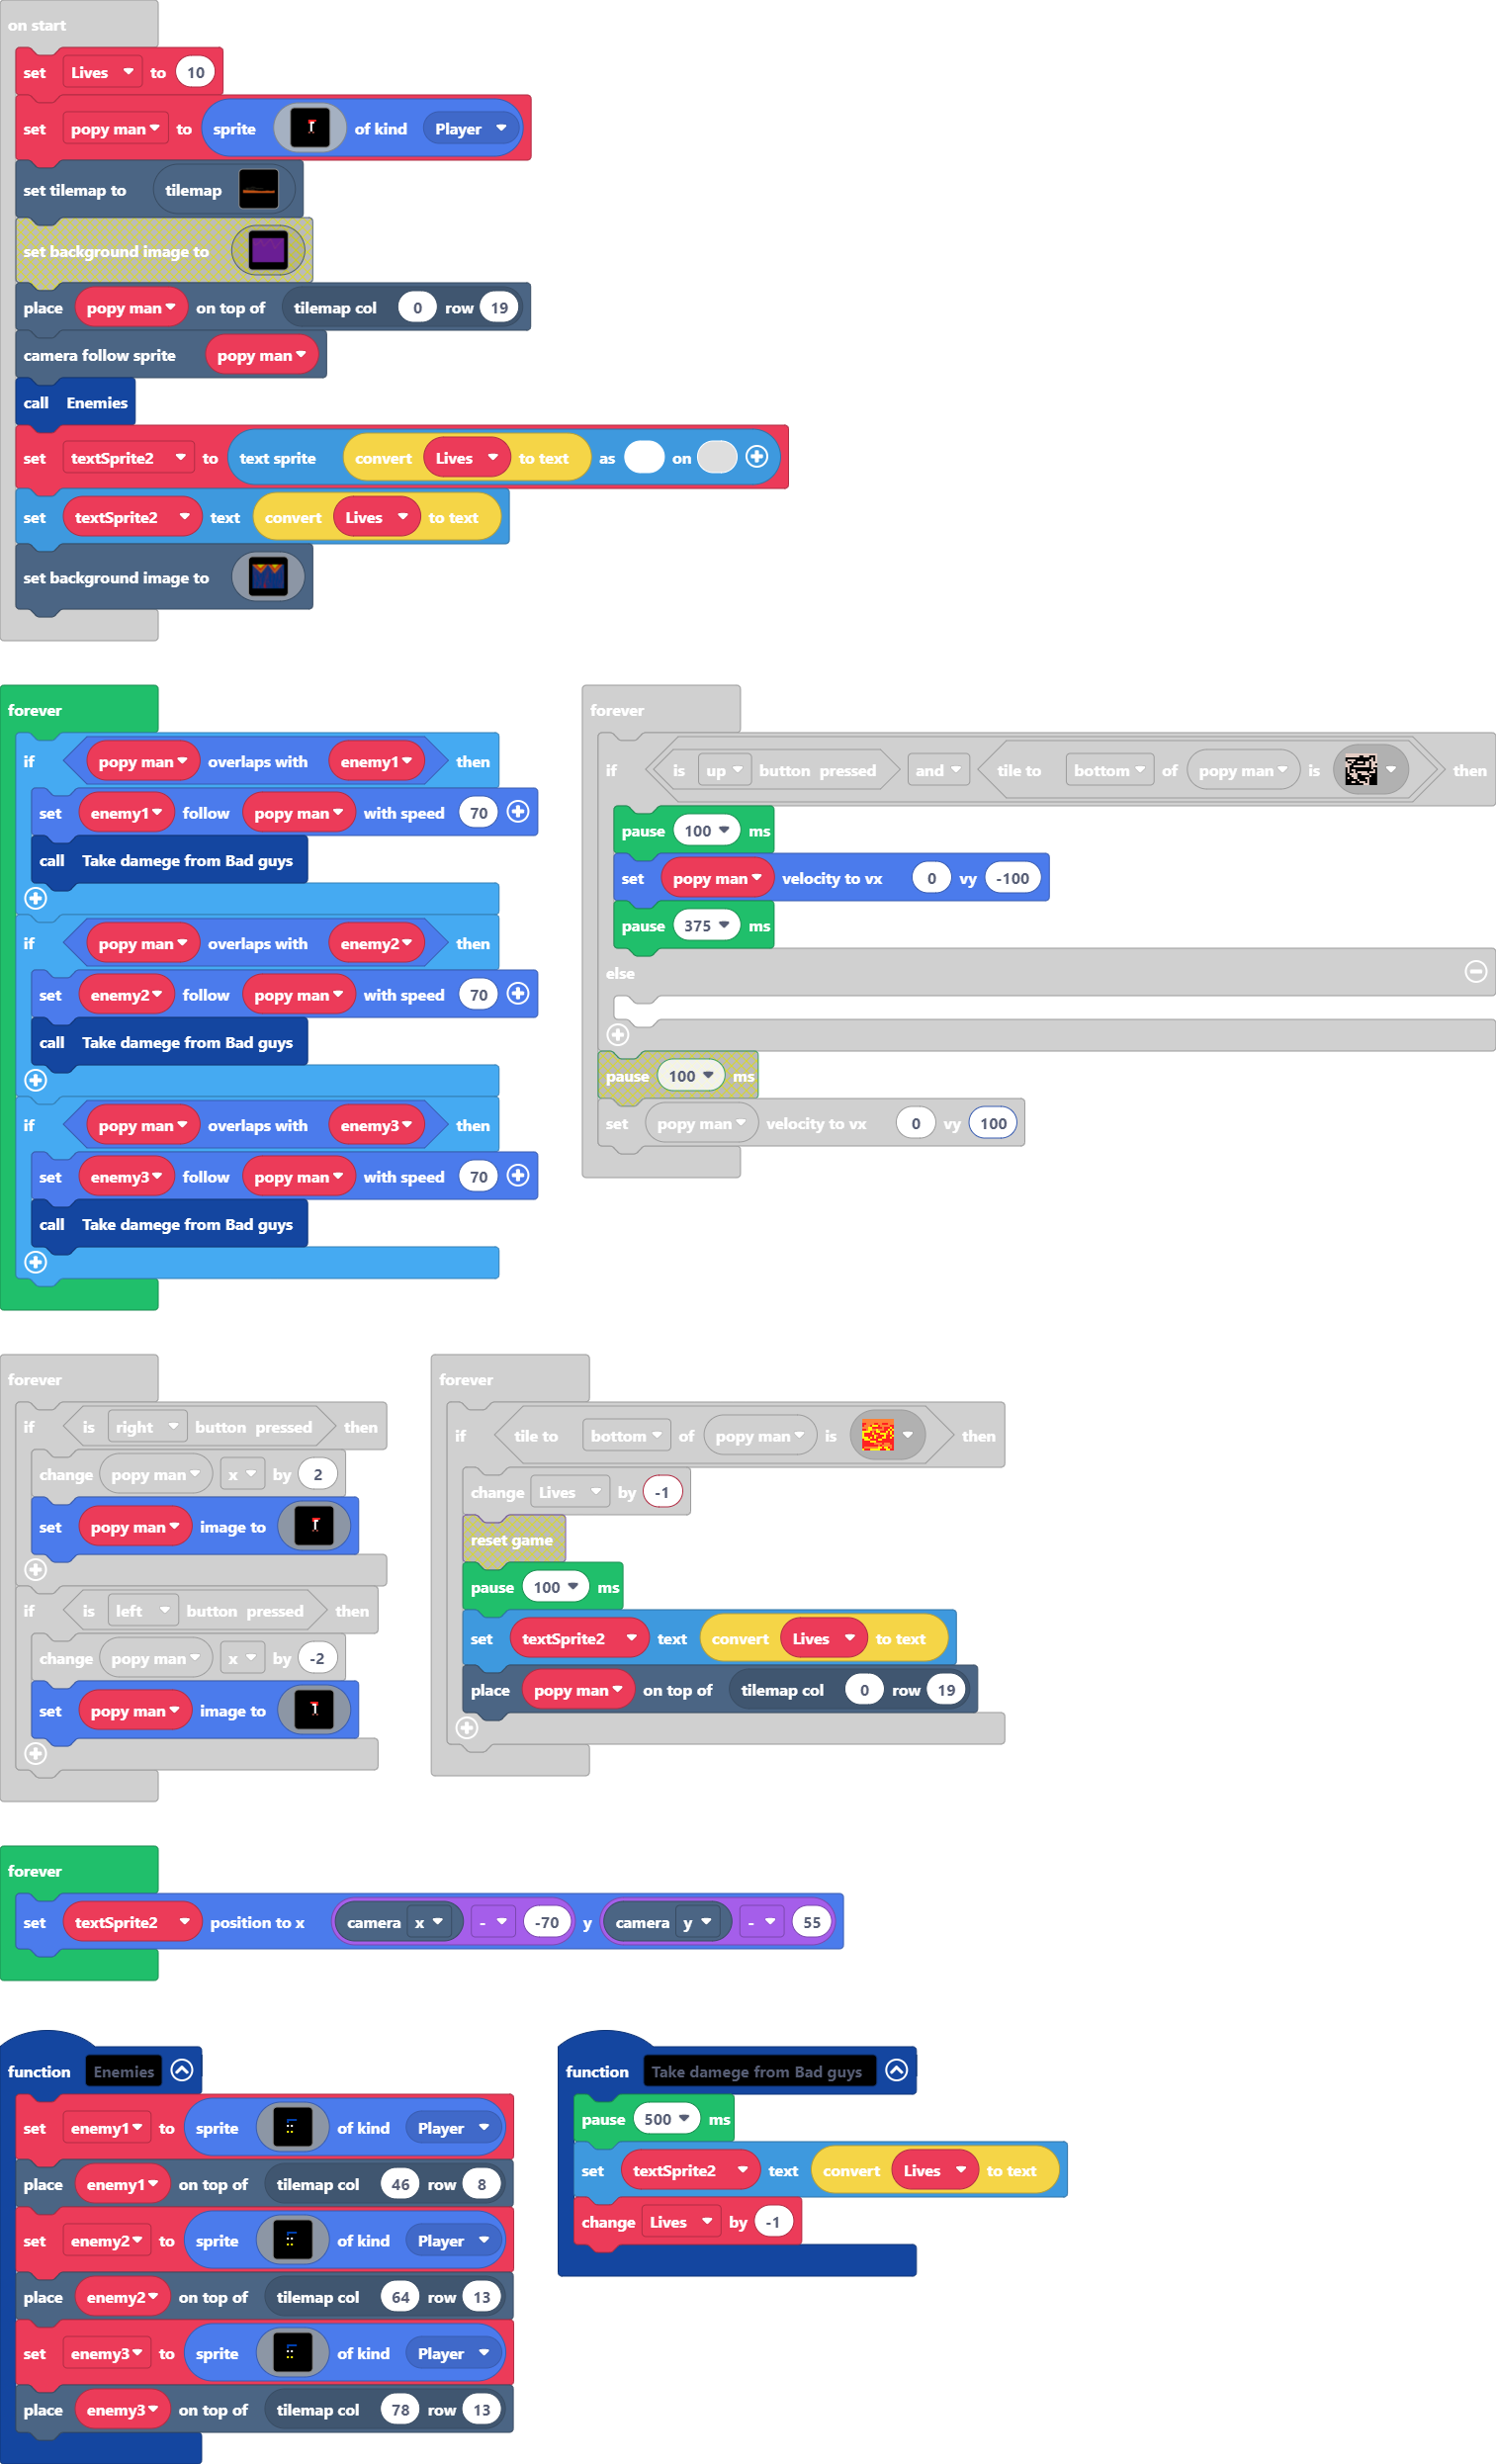 on start
set Lives to 10
set popy man to sprite of kind Player
set tilemap to tilemap
set background image to
place popy man on top of tilemap col 0 row 19
camera follow sprite popy man
call Enemies
set textSprite2 to text sprite convert Lives to text as on
set textSprite2 text convert Lives to text
set background image to
forever
if popy man overlaps with enemy1 then
set enemy1 follow popy man with speed 70
call Take damege from Bad guys
if popy man overlaps with enemy2 then
set enemy2 follow popy man with speed 70
call Take damege from Bad guys
if popy man overlaps with enemy3 then
set enemy3 follow popy man with speed 70
call Take damege from Bad guys
forever
if is up button pressed and tile to bottom of popy man is then
pause 100 ms
set popy man velocity to vx 0 vy -100
pause 375 ms
else
pause 100 ms
set popy man velocity to vx 0 vy 100
forever
if is right button pressed then
change popy man x by 2
set popy man image to
if is left button pressed then
change popy man x by -2
set popy man image to
forever
if tile to bottom of popy man is then
change Lives by -1
reset game
pause 100 ms
set textSprite2 text convert Lives to text
place popy man on top of tilemap col 0 row 19
forever
set textSprite2 position to x camera x - -70 y camera y - 55
function Enemies
set enemy1 to sprite of kind Player
place enemy1 on top of tilemap col 46 row 8
set enemy2 to sprite of kind Player
place enemy2 on top of tilemap col 64 row 13
set enemy3 to sprite of kind Player
place enemy3 on top of tilemap col 78 row 13
function Take damege from Bad guys
pause 500 ms
set textSprite2 text convert Lives to text
change Lives by -1